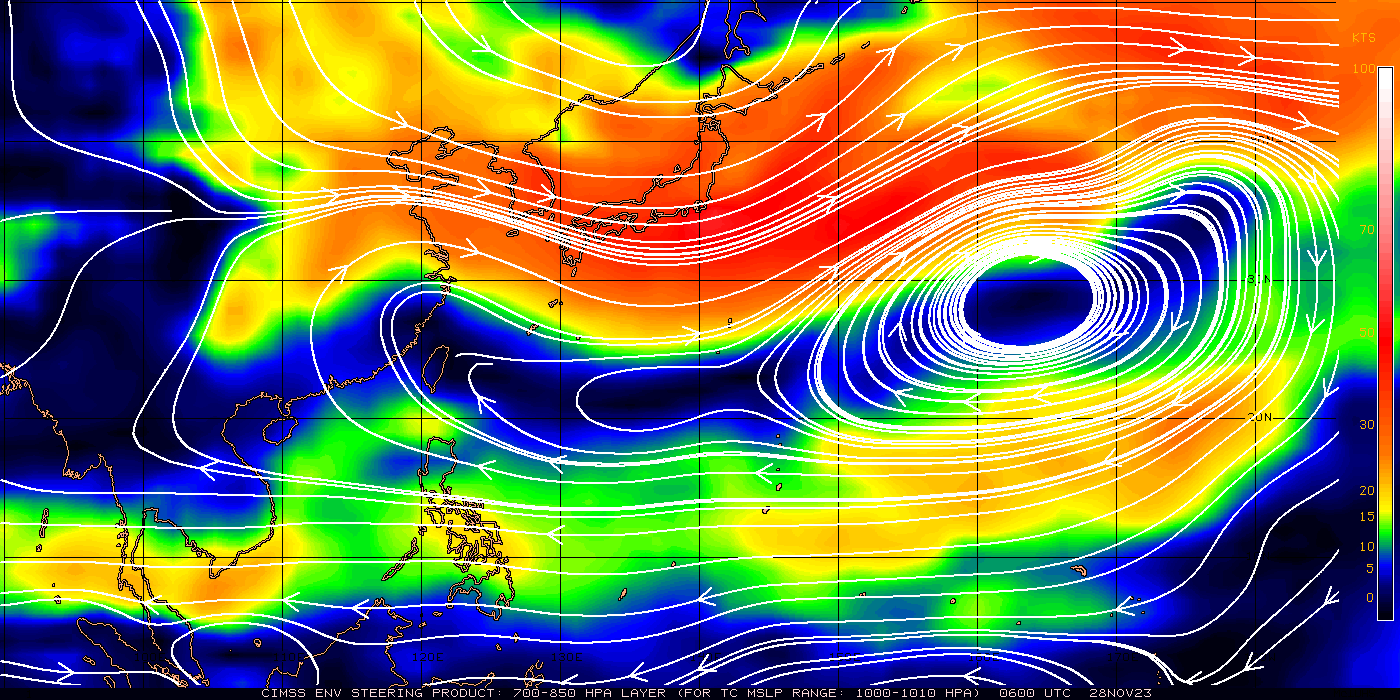 KTS
100
70
30N
50
20N
30
20
15
10
5
0
120E 130E
CIMSS ENV STEERING PRODUCT: 700-850 HPA LAYER (FOR TC MSLP RANGE: 1000-1010 HPA) 0600 UTC 28NOV23